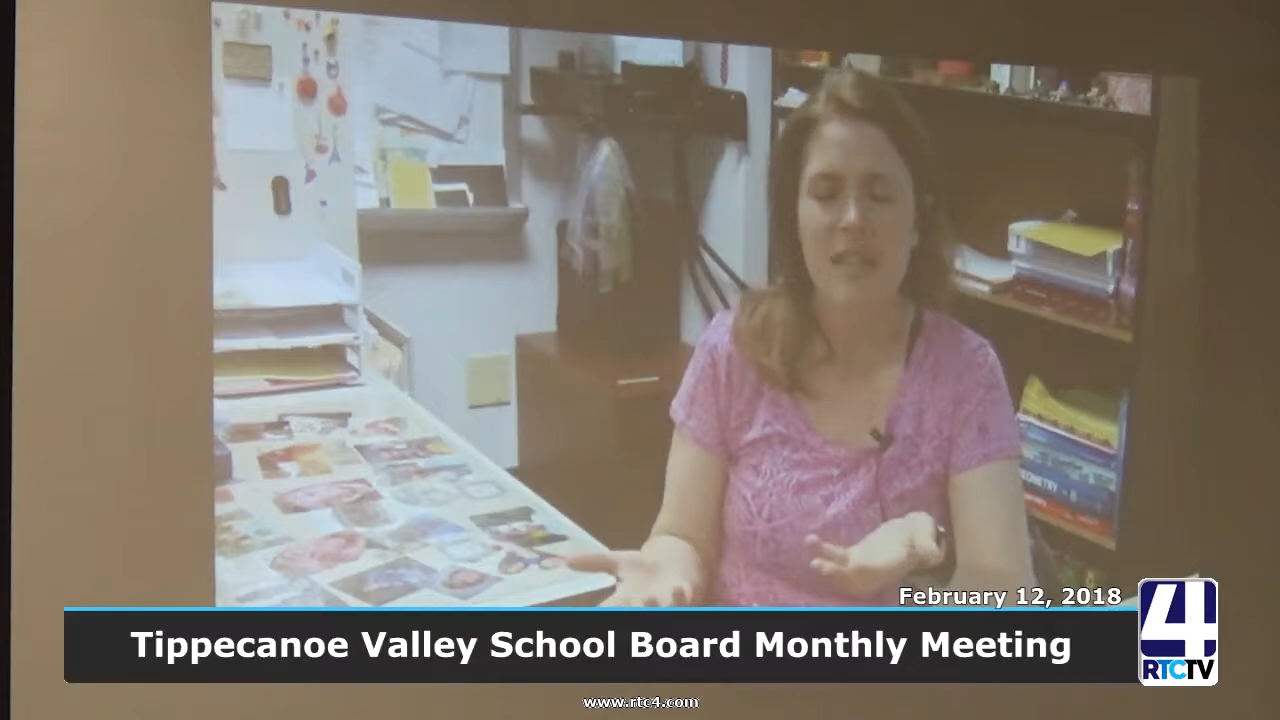 GEOMETRY
February 12, 2018
Tippecanoe Valley School Board Monthly Meeting
4
RTCTV
www.rtc4.com